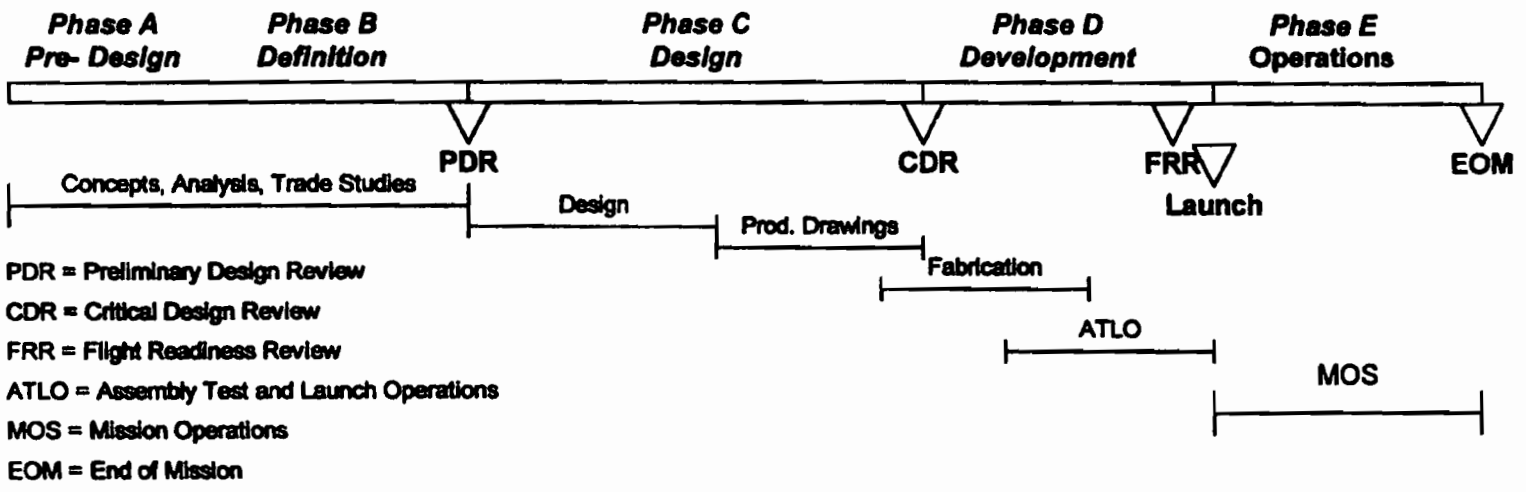 Phase A Phase B Phase C Phase D Phase E
Pre- Design Definition Design Development Operations
PDR CDR FRR EOM
Launch
Concepts, Analysis, Trade Studies
Design
Prod. Drawings
Fabrication
ATLO
MOS
PDR = Preliminary Design Review
CDR = Critical Design Review
FRR = Flight Readiness Review
ATLO = Assembly Test and Launch Operations
MOS = Mission Operations
EOM = End of Mission